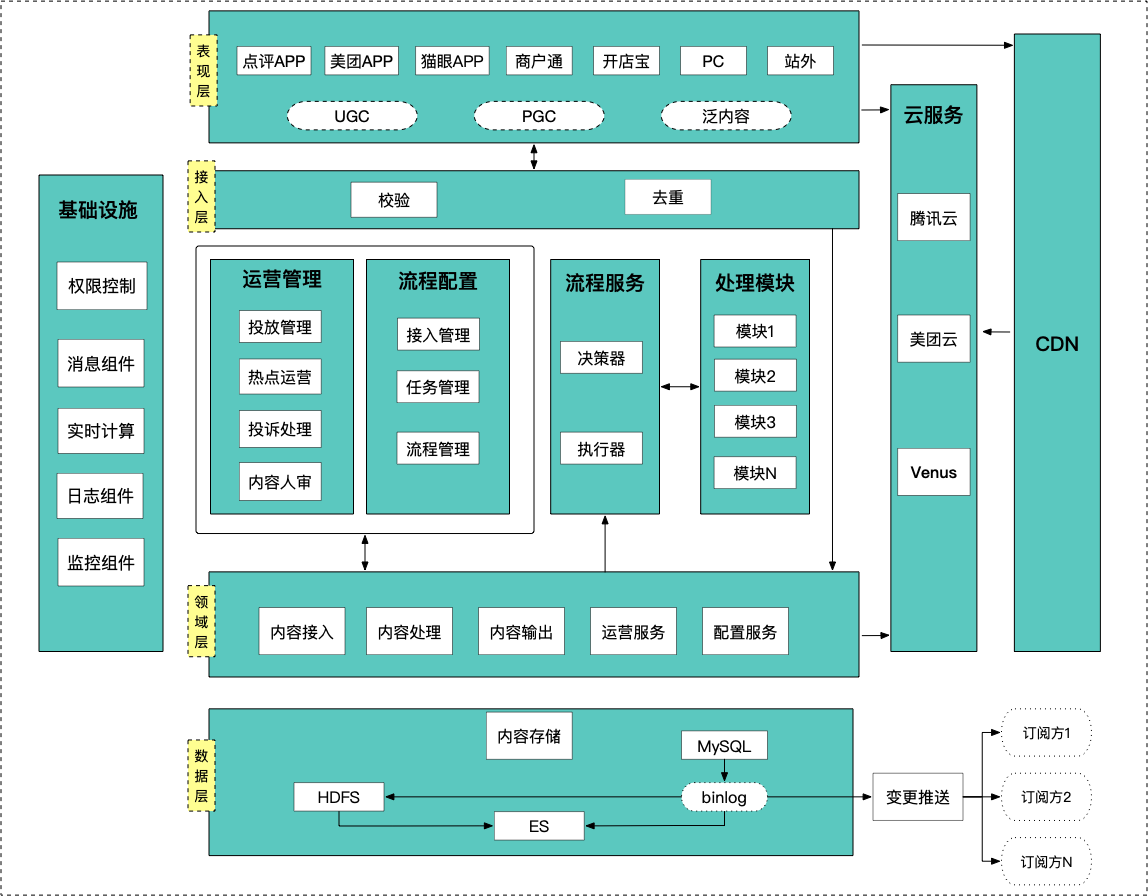 表现层
点评APP
美团APP
猫眼APP
商户通
开店宝
PC
站外
UGC
PGC
泛内容
接入层
校验
去重
基础设施
权限控制
消息组件
实时计算
日志组件
监控组件
运营管理
投放管理
热点运营
投诉处理
内容人审
流程配置
接入管理
任务管理
流程管理
流程服务
决策器
执行器
处理模块
模块1
模块2
模块3
模块N
云服务
腾讯云
美团云
Venus
CDN
领域层
内容接入
内容处理
内容输出
运营服务
配置服务
数据层
内容存储
MySQL
HDFS
binlog
ES
变更推送
订阅方1
订阅方2
订阅方N